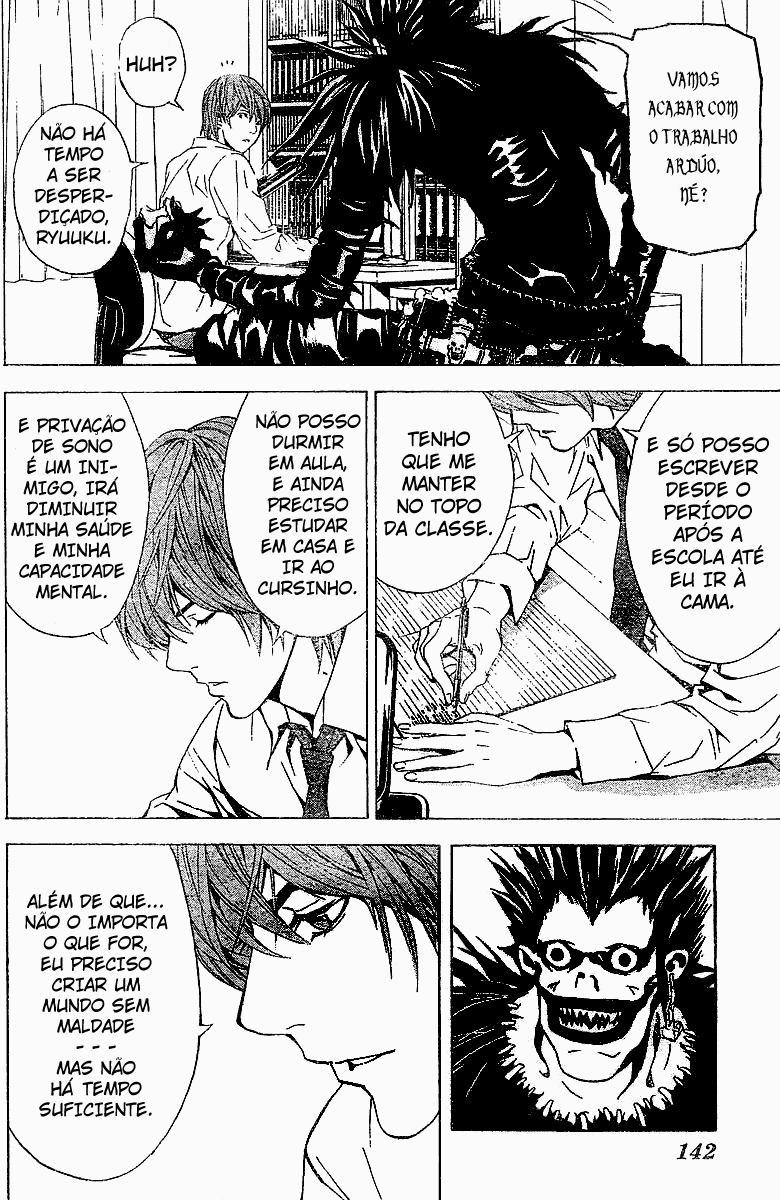 VAMOS
ACABAR COM
O TRABALHO
ARDÚO,
NÉ?
HUH?
NÃO HÁ
TEMPO
A SER
DESPER-
DIÇADO,
RYUUKU.
E SÓ POSSO
ESCREVER
DESDE O
PERÍODO
APÓS A
ESCOLA ATÉ
EU IR À
CAMA.
TENHO
QUE ME
MANTER
NO TOPO
DA CLASSE.
NÃO POSSO
DURMIR
EM AULA,
E AINDA
PRECISO
ESTUDAR
EM CASA E
IR AO
CURSINHO.
E PRIVAÇÃO
DE SONO
É UM INI-
MIGO, IRÁ
DIMINUIR
MINHA SAÚDE
E MINHA
CAPACIDADE
MENTAL.
ALÉM DE QUE...
NÃO O IMPORTA
O QUE FOR,
EU PRECISO
CRIAR UM
MUNDO SEM
MALDADE
- - -
MAS NÃO
HÁ TEMPO
SUFICIENTE.
142